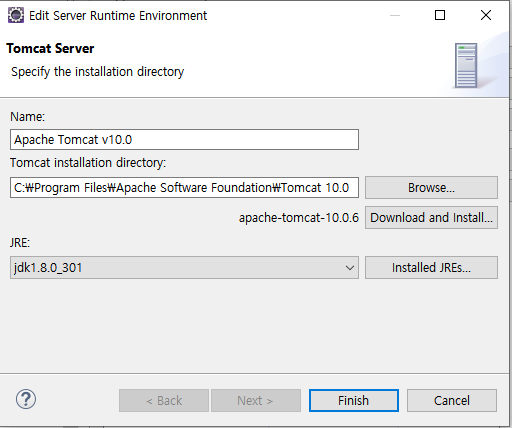 Edit Server Runtime Environment
Tomcat Server
Specify the installation directory
Name:
Apache Tomcat v10.0
Tomcat installation directory:
C:₩Program Files₩Apache Software Foundation₩Tomcat 10.0
Browse...
apache-tomcat-10.0.6
Download and Install...
JRE:
jdk1.8.0_301
Installed JREs...
?
< Back
Next >
Finish
Cancel